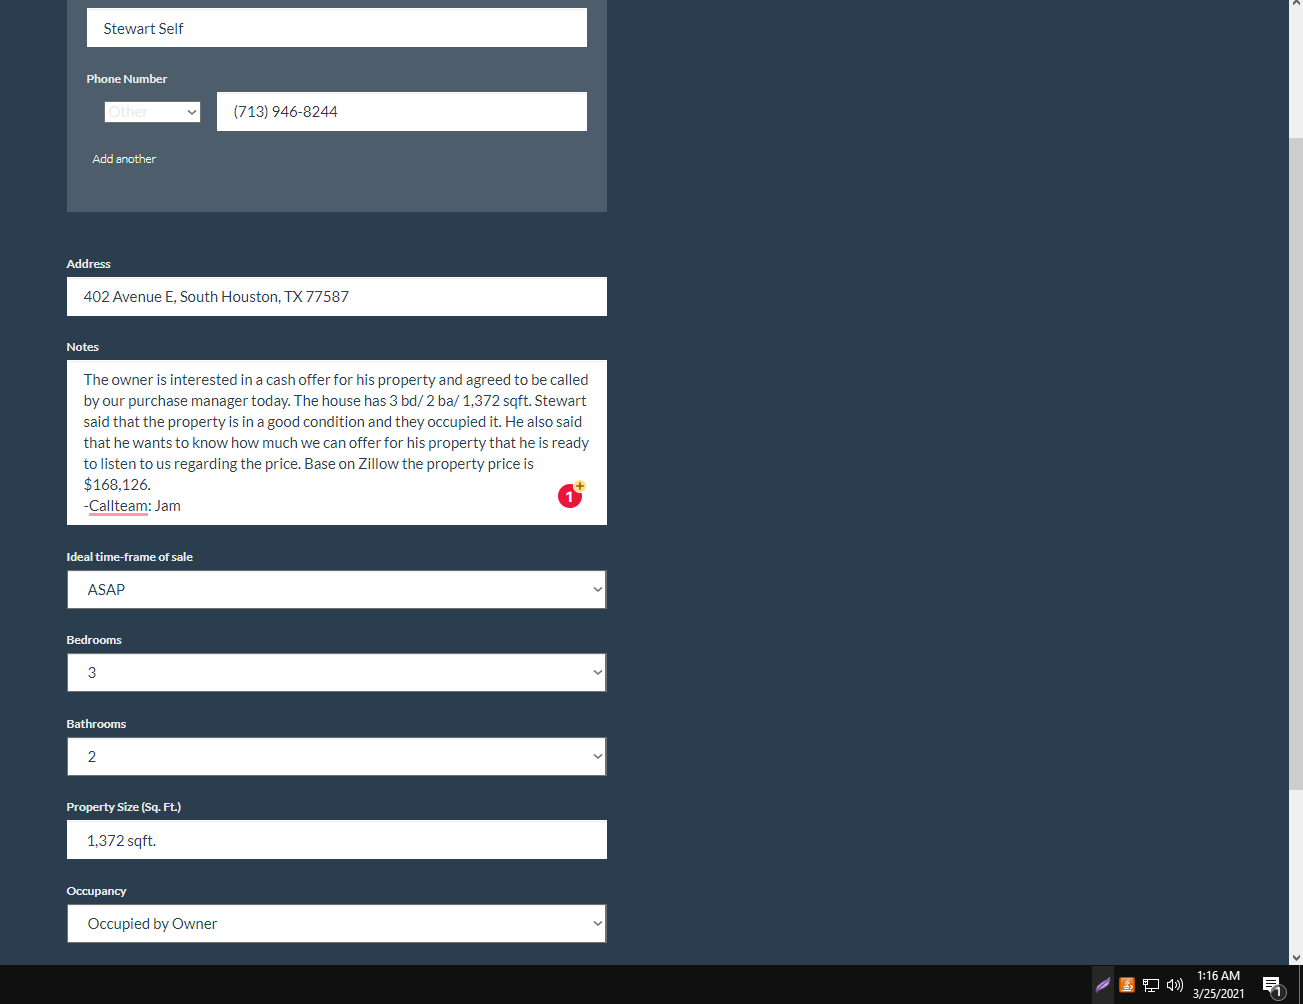 Stewart Self
Phone Number
Other
(713) 946-8244
Add another
Address
402 Avenue E, South Houston, TX 77587
Notes
The owner is interested in a cash offer for his property and agreed to be called
by our purchase manager today. The house has 3 bd/ 2 ba/ 1,372 sqft. Stewart
said that the property is in a good condition and they occupied it. He also said
that he wants to know how much we can offer for his property that he is ready
to listen to us regarding the price. Base on Zillow the property price is
$168,126.
-Callteam: Jam
1+
Ideal time-frame of sale
ASAP
Bedrooms
3
Bathrooms
2
Property Size (Sq. Ft.)
1,372 sqft.
Occupancy
Occupied by Owner
1:16 AM
3/25/2021
1